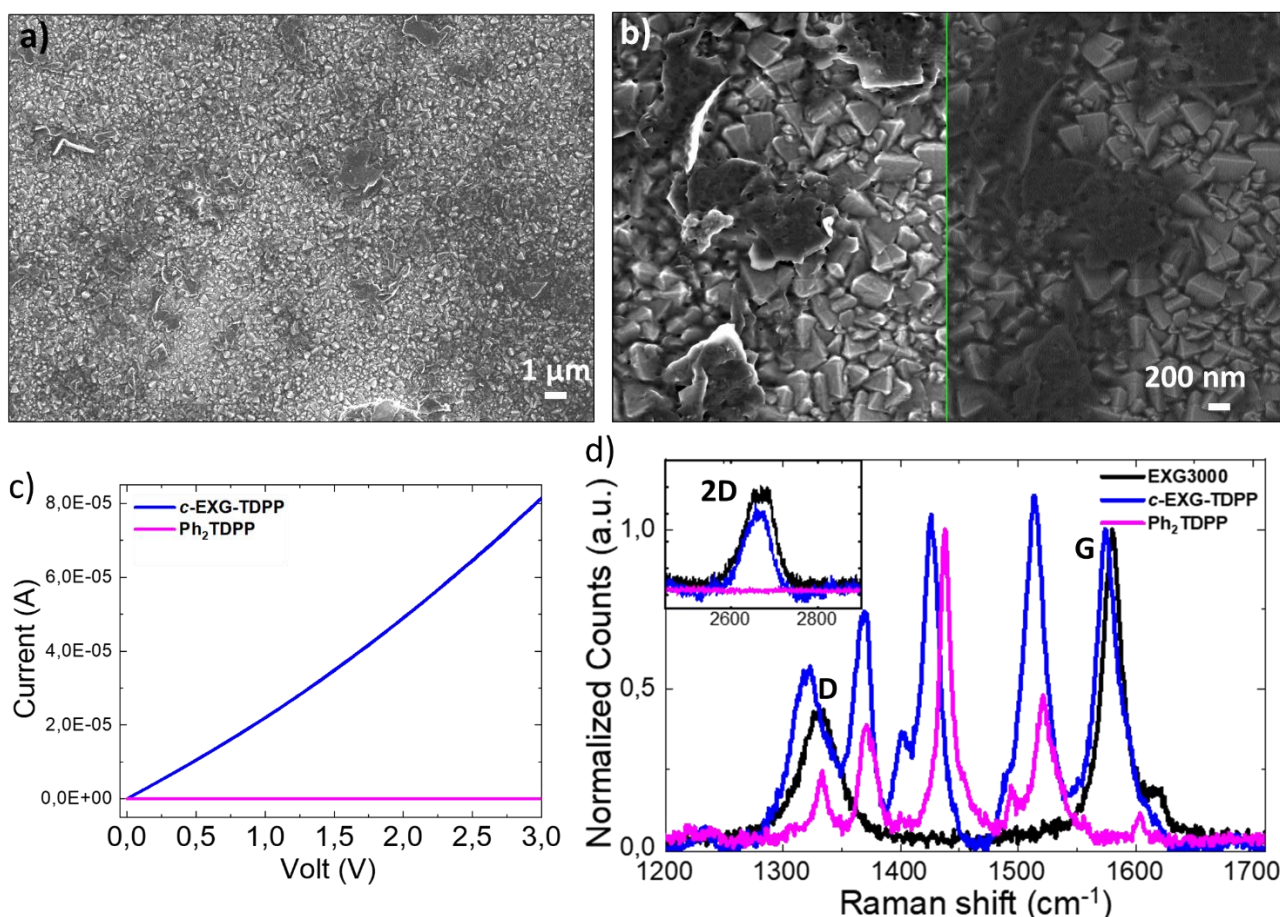 a)
1 µm
b)
200 nm
c)
8,0E-05
6,0E-05
4,0E-05
2,0E-05
0,0E+00
Current (A)
c-EXG-TDPP
Ph₂TDPP
0,0 0,5 1,0 1,5 2,0 2,5 3,0
Volt (V)
d)
2D
2600 2800
EXG3000
c-EXG-TDPP
Ph₂TDPP
D
G
1,0
0,5
0,0
Normalized Counts (a.u.)
1200 1300 1400 1500 1600 1700
Raman shift (cm⁻¹)